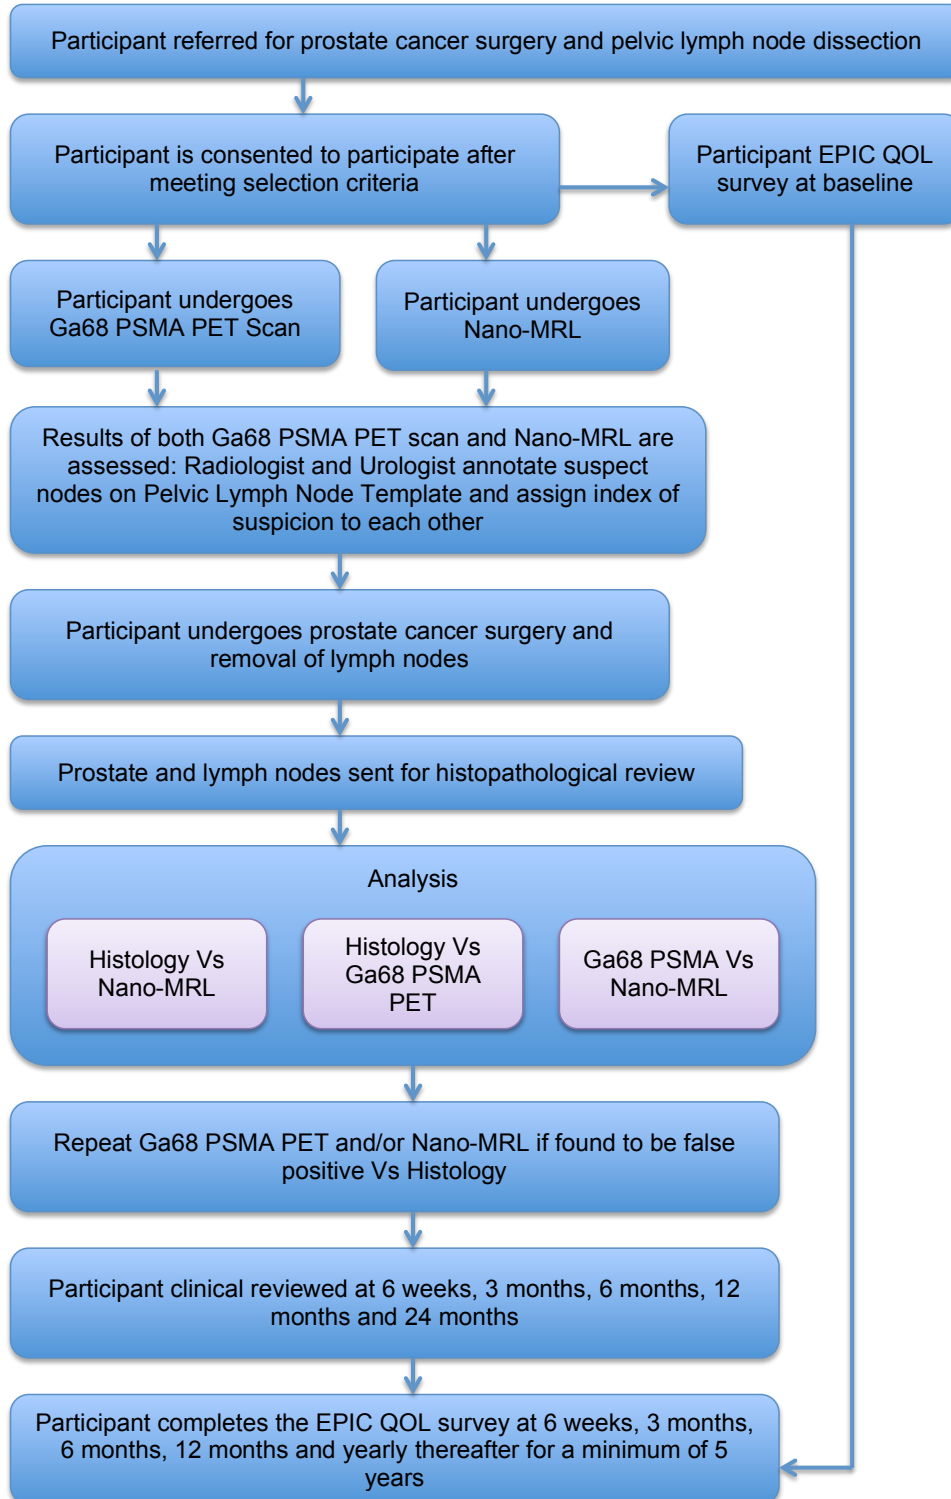 Participant referred for prostate cancer surgery and pelvic lymph node dissection
Participant is consented to participate after
meeting selection criteria
Participant EPIC QOL
survey at baseline
Participant undergoes
Ga68 PSMA PET Scan
Participant undergoes
Nano-MRL
Results of both Ga68 PSMA PET scan and Nano-MRL are
assessed: Radiologist and Urologist annotate suspect
nodes on Pelvic Lymph Node Template and assign index of
suspicion to each other
Participant undergoes prostate cancer surgery and
removal of lymph nodes
Prostate and lymph nodes sent for histopathological review
Analysis
Histology Vs
Nano-MRL
Histology Vs
Ga68 PSMA
PET
Ga68 PSMA Vs
Nano-MRL
Repeat Ga68 PSMA PET and/or Nano-MRL if found to be false
positive Vs Histology
Participant clinical reviewed at 6 weeks, 3 months, 6 months, 12
months and 24 months
Participant completes the EPIC QOL survey at 6 weeks, 3 months,
6 months, 12 months and yearly thereafter for a minimum of 5
years